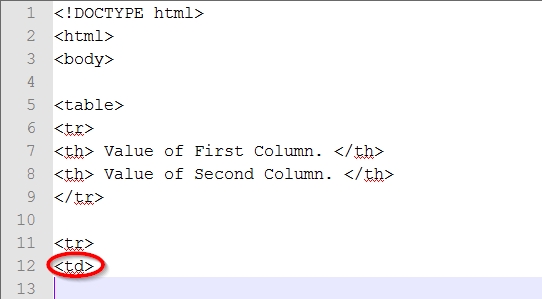 1 <!DOCTYPE html>
2 <html>
3 <body>
4
5 <table>
6 <tr>
7 <th> Value of First Column. </th>
8 <th> Value of Second Column. </th>
9 </tr>
10
11 <tr>
12 <td>
13